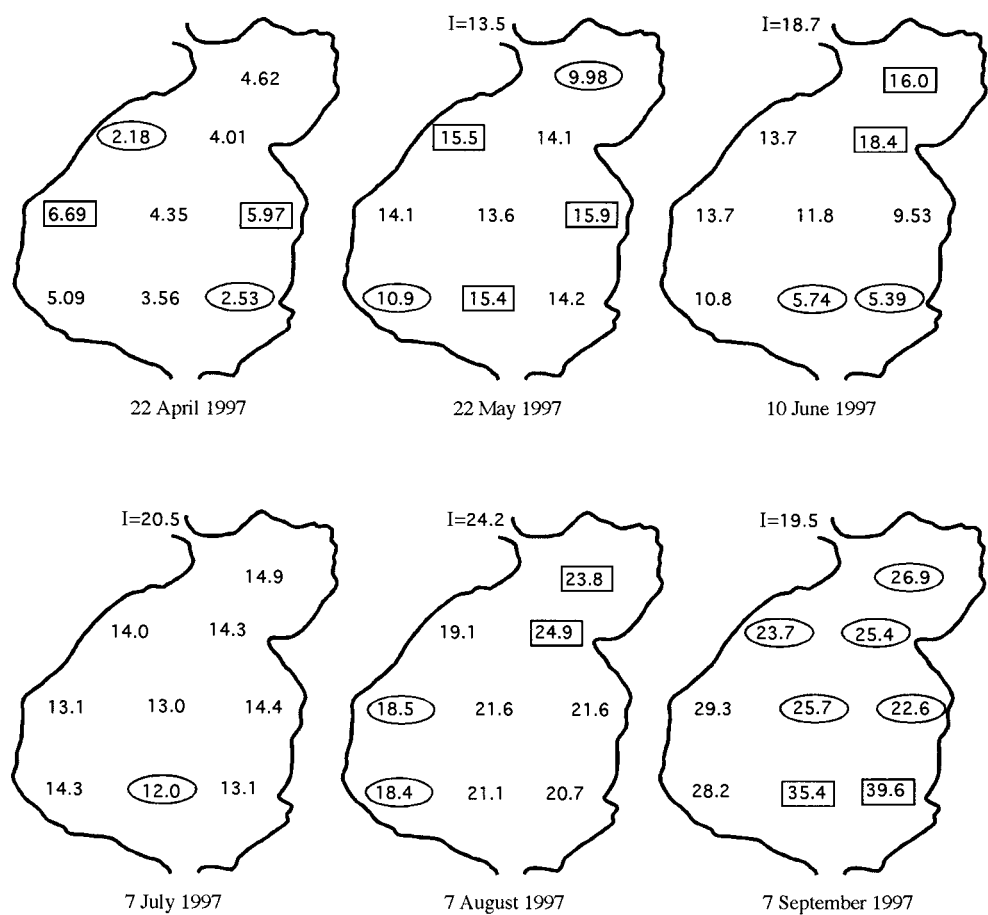 I=13.5 I=18.7
4.62 9.98 16.0
2.18 4.01 15.5 14.1 13.7 18.4
6.69 4.35 5.97 14.1 13.6 15.9 13.7 11.8 9.53
5.09 3.56 2.53 10.9 15.4 14.2 10.8 5.74 5.39
22 April 1997 22 May 1997 10 June 1997
I=20.5 I=24.2 I=19.5
14.9 23.8 26.9
14.0 14.3 19.1 24.9 23.7 25.4
13.1 13.0 14.4 18.5 21.6 21.6 29.3 25.7 22.6
14.3 12.0 13.1 18.4 21.1 20.7 28.2 35.4 39.6
7 July 1997 7 August 1997 7 September 1997